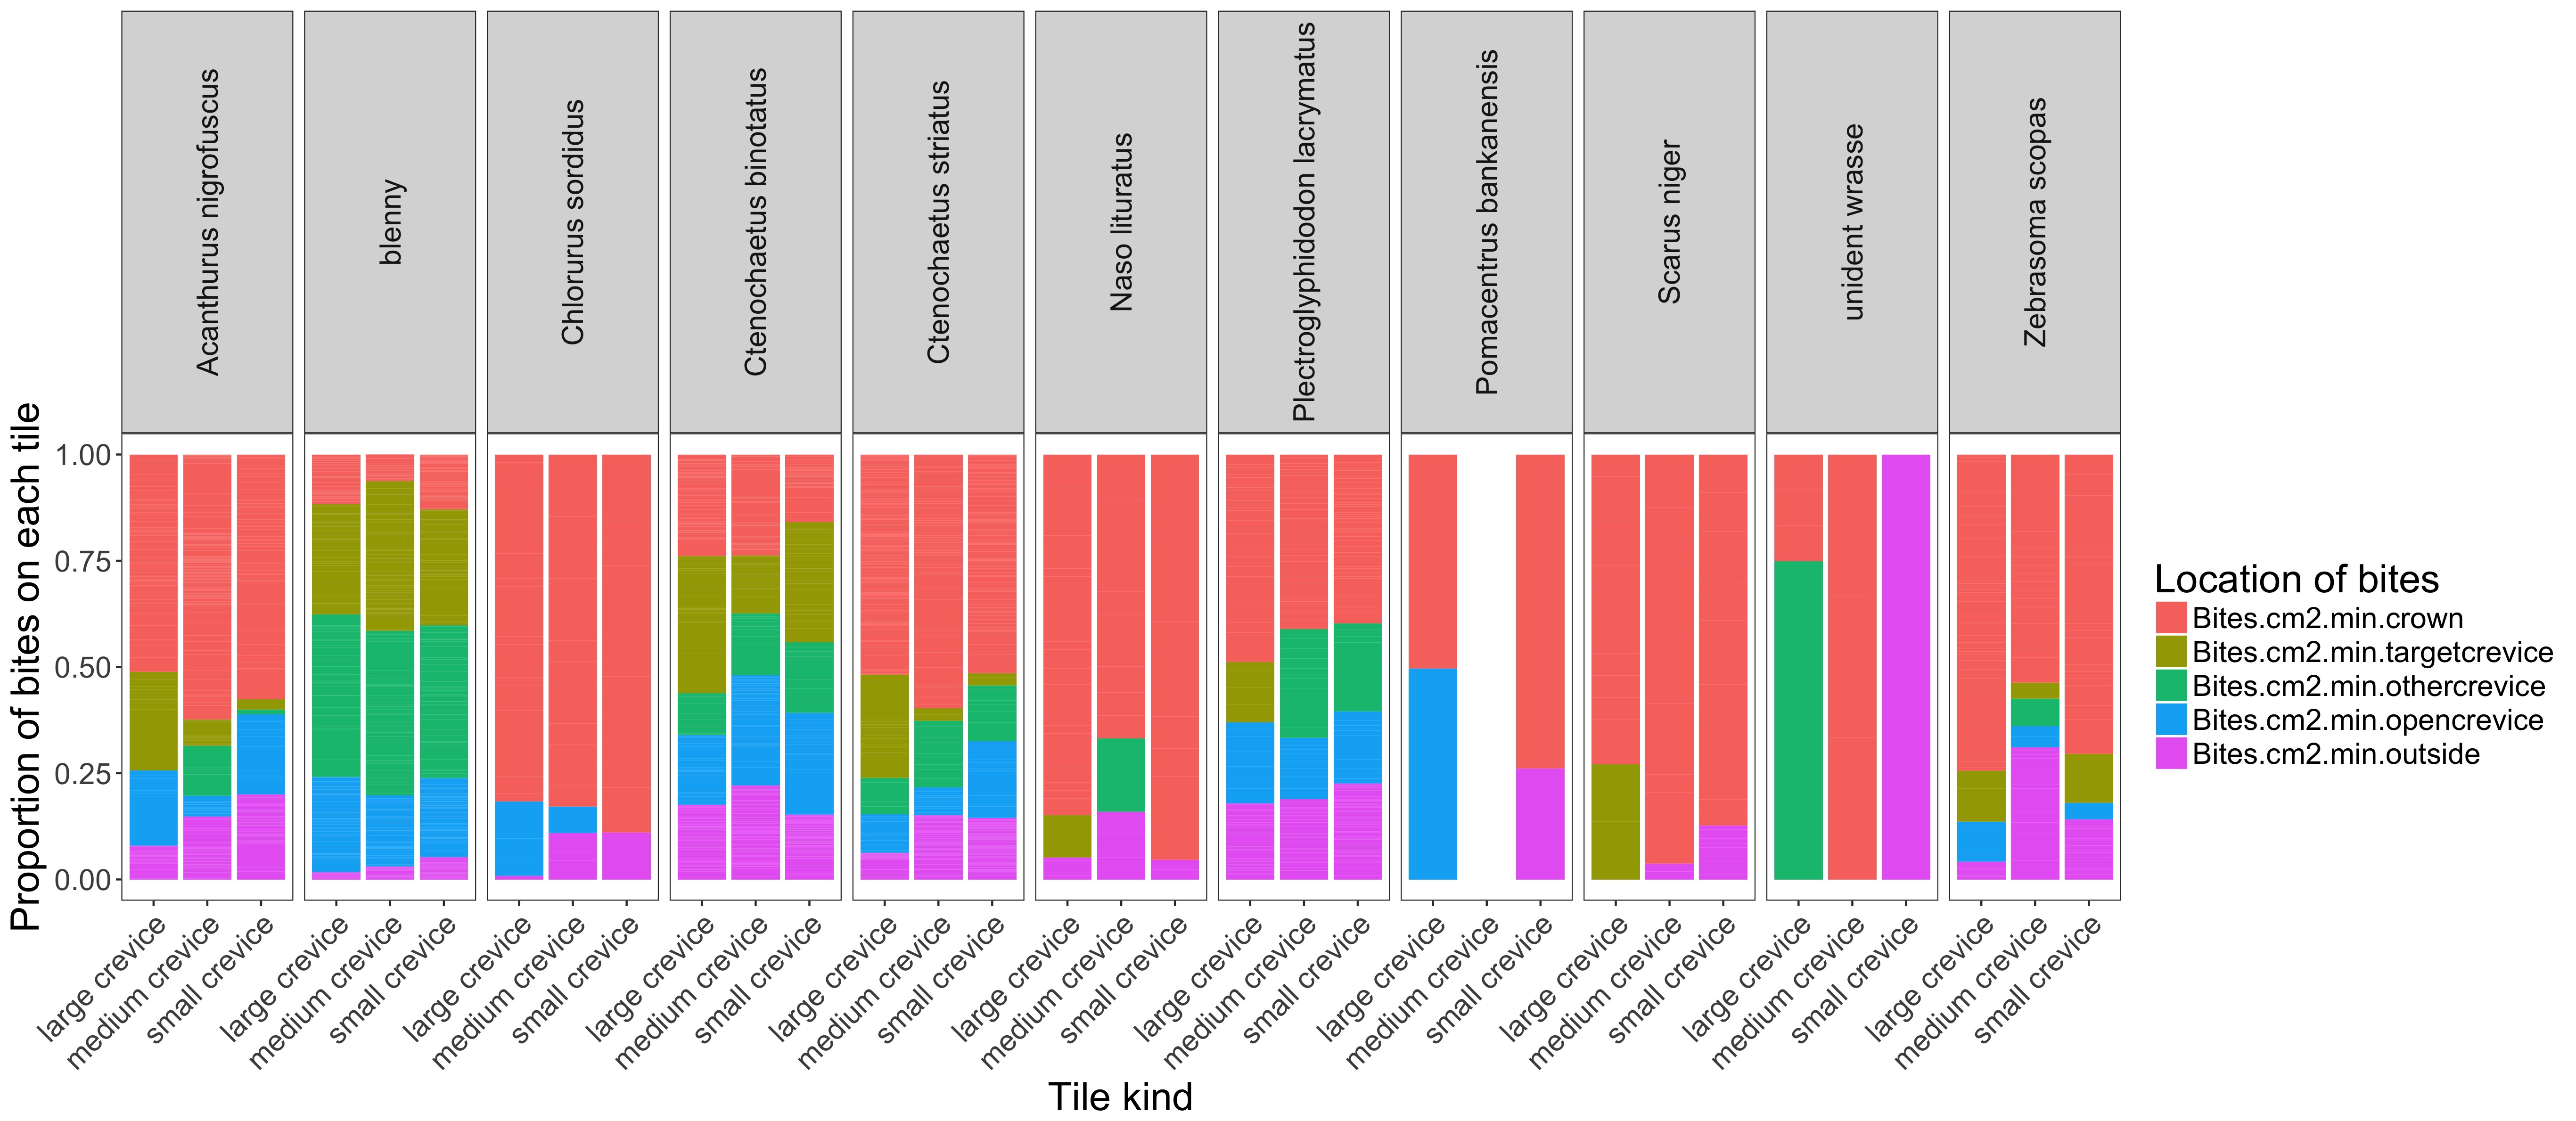 Acanthurus nigrofuscus
blenny
Chlorurus sordidus
Ctenochaetus binotatus
Ctenochaetus striatus
Naso lituratus
Plectroglyphidodon lacrymatus
Pomacentrus bankanensis
Scarus niger
unident wrasse
Zebrasoma scopas
Proportion of bites on each tile
1.00
0.75
0.50
0.25
0.00
large crevice
medium crevice
small crevice
large crevice
medium crevice
small crevice
large crevice
medium crevice
small crevice
large crevice
medium crevice
small crevice
large crevice
medium crevice
small crevice
large crevice
medium crevice
small crevice
large crevice
medium crevice
small crevice
large crevice
medium crevice
small crevice
large crevice
medium crevice
small crevice
large crevice
medium crevice
small crevice
large crevice
medium crevice
small crevice
Tile kind
Location of bites
Bites.cm2.min.crown
Bites.cm2.min.targetcrevice
Bites.cm2.min.othercrevice
Bites.cm2.min.opencrevice
Bites.cm2.min.outside